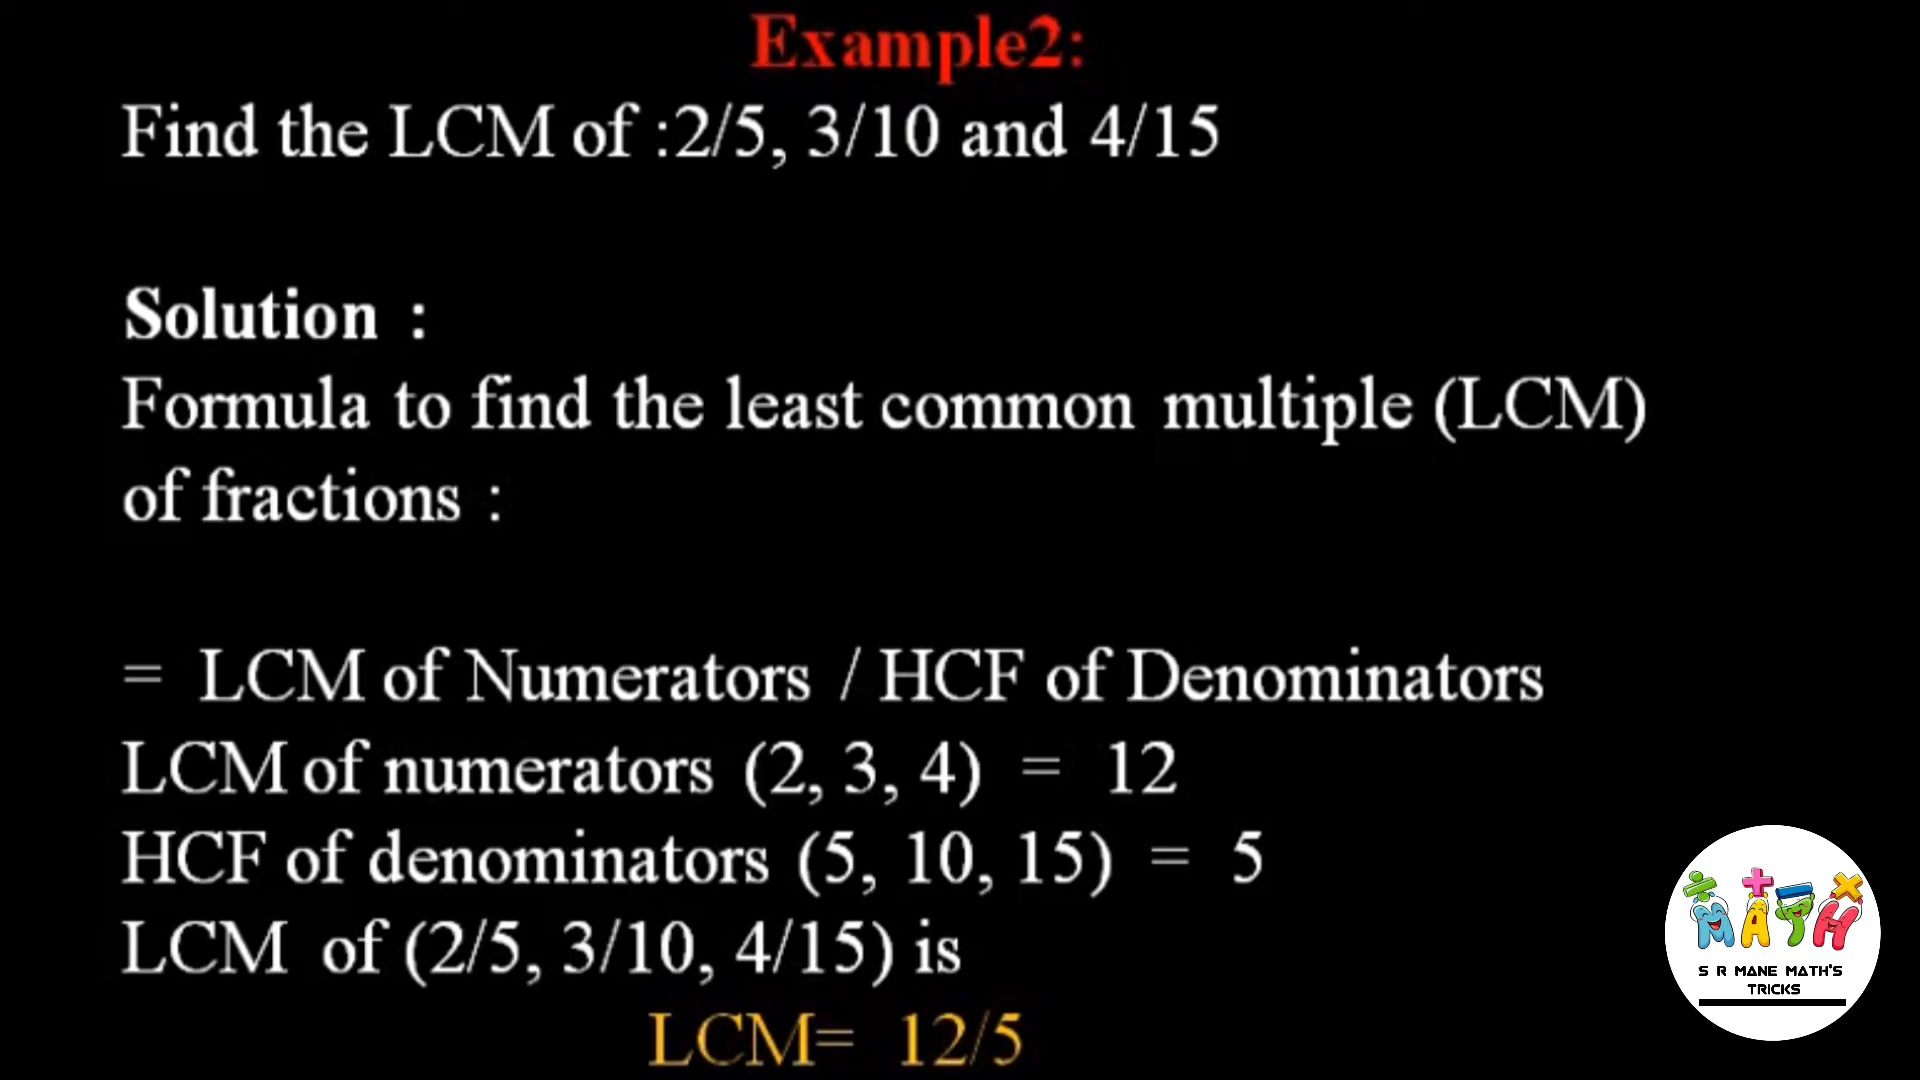 Example2:
Find the LCM of :2/5, 3/10 and 4/15
Solution :
Formula to find the least common multiple (LCM)
of fractions :
= LCM of Numerators / HCF of Denominators
LCM of numerators (2, 3, 4) = 12
HCF of denominators (5, 10, 15) = 5
LCM of (2/5, 3/10, 4/15) is
LCM= 12/5
MATH
S R MANE MATH'S
TRICKS